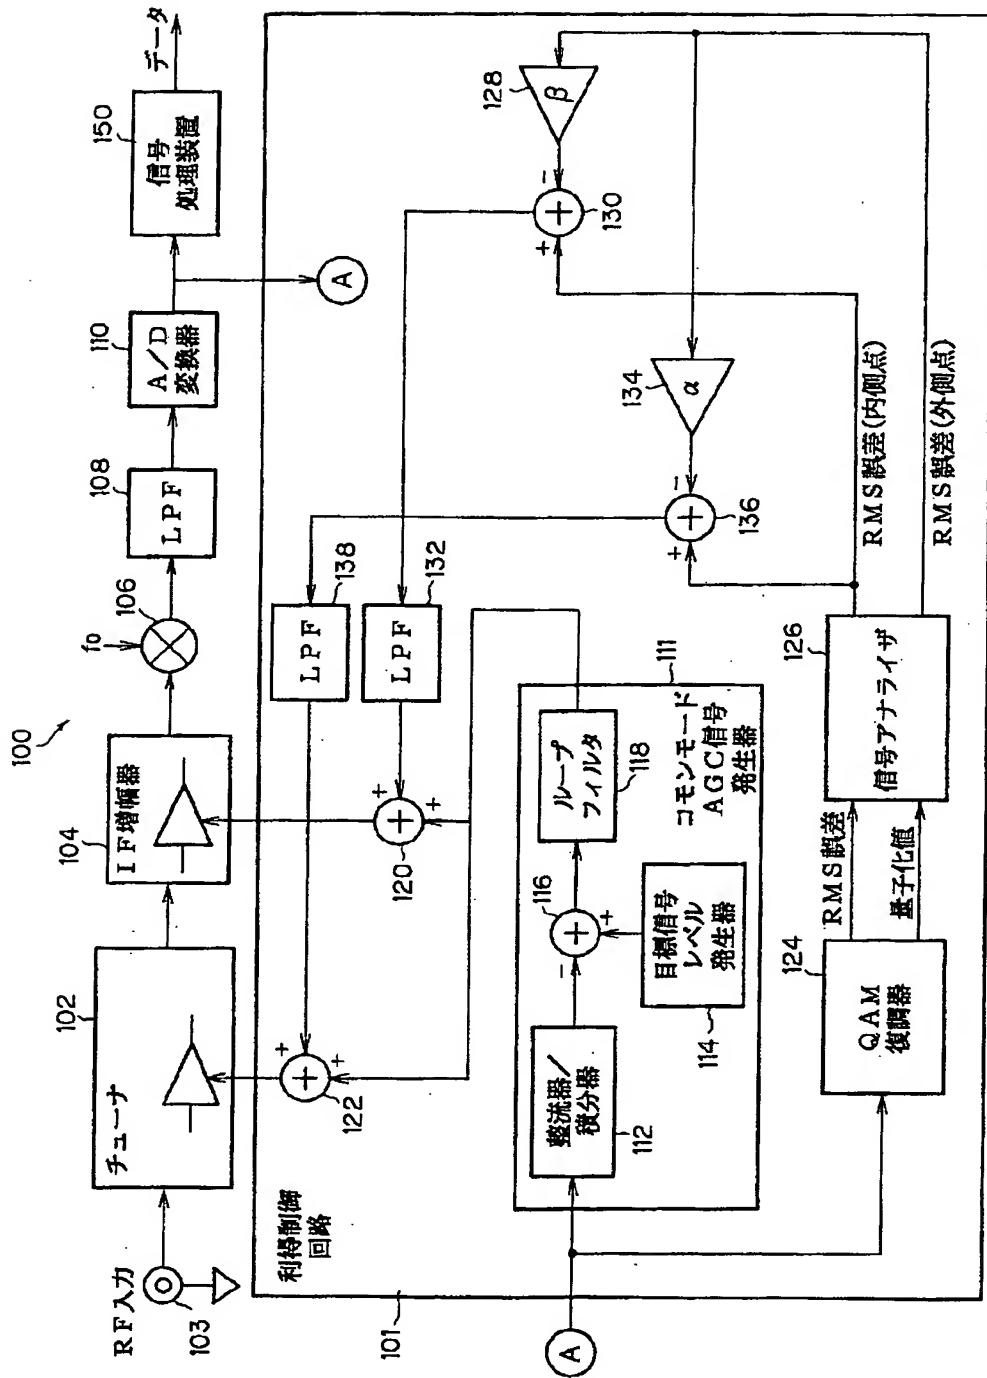 100
RF入力
103
102
チューナ
104
IF増幅器
fo
106
108
LPF
110
A/D
変換器
150
信号
処理装置
データ
A
101
利得制御
回路
122
+
+
+
120
+
+
+
138
LPF
132
LPF
130
+
+
-
128
β
134
α
136
+
+
-
111
コモンモード
AGC信号
発生器
整流器/
積分器
112
116
+
-
+
目標信号
レベル
発生器
114
ループ
フィルタ
118
A
124
QAM
復調器
RMS誤差
量子化値
126
信号アナライザ
RMS誤差(内側点)
RMS誤差(外側点)